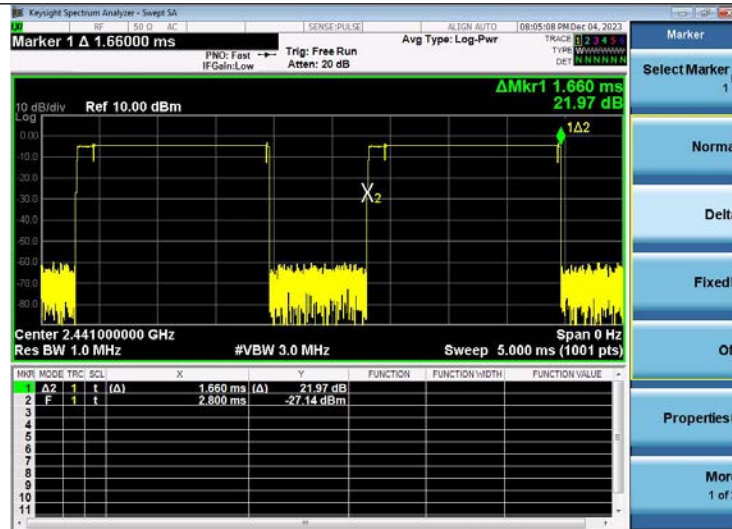 Keysight Spectrum Analyzer - Swept SA
RF 50 Ω AC SENSE:PULSE ALIGN AUTO 08:05:08 PM Dec 04, 2023
Marker 1 Δ 1.66000 ms
PNO: Fast
IFGain:Low
Trig: Free Run
Atten: 20 dB
Avg Type: Log-Pwr
TRACE 1 2 3 4 5 6
TYPE W
DET N N N N N N
ΔMkr1 1.660 ms
21.97 dB
10 dB/div Ref 10.00 dBm
Log
0.00
-10.0
-20.0
-30.0
-40.0
-50.0
-60.0
-70.0
-80.0
1Δ2
X2
Center 2.441000000 GHz
Span 0 Hz
Res BW 1.0 MHz #VBW 3.0 MHz Sweep 5.000 ms (1001 pts)
MKR MODE TRC SCL X Y FUNCTION FUNCTION WIDTH FUNCTION VALUE
1 Δ2 1 t (Δ) 1.660 ms (Δ) 21.97 dB
2 F 1 t 2.800 ms -27.14 dBm
3
4
5
6
7
8
9
10
11
Marker
Select Marker
1
Norma
Delt
Fixed
Of
Properties
Mor
1 of